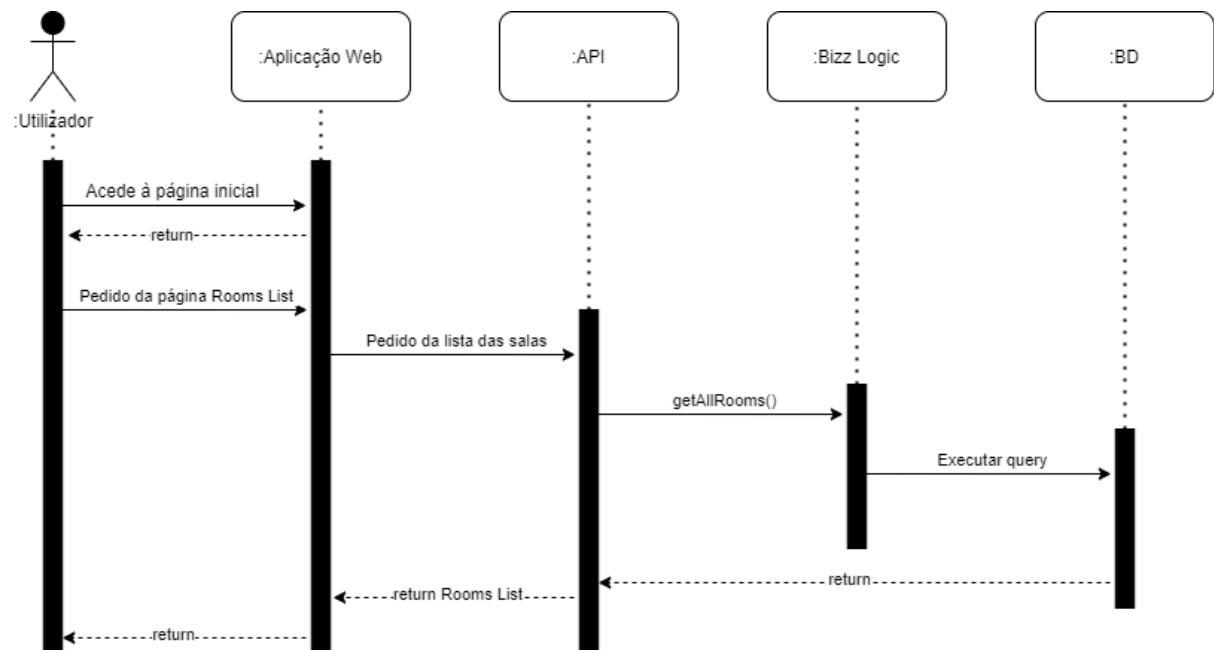 :Utilizador
:Aplicação Web
:API
:Bizz Logic
:BD
Acede à página inicial
return
Pedido da página Rooms List
Pedido da lista das salas
getAllRooms()
Executar query
return
return Rooms List
return